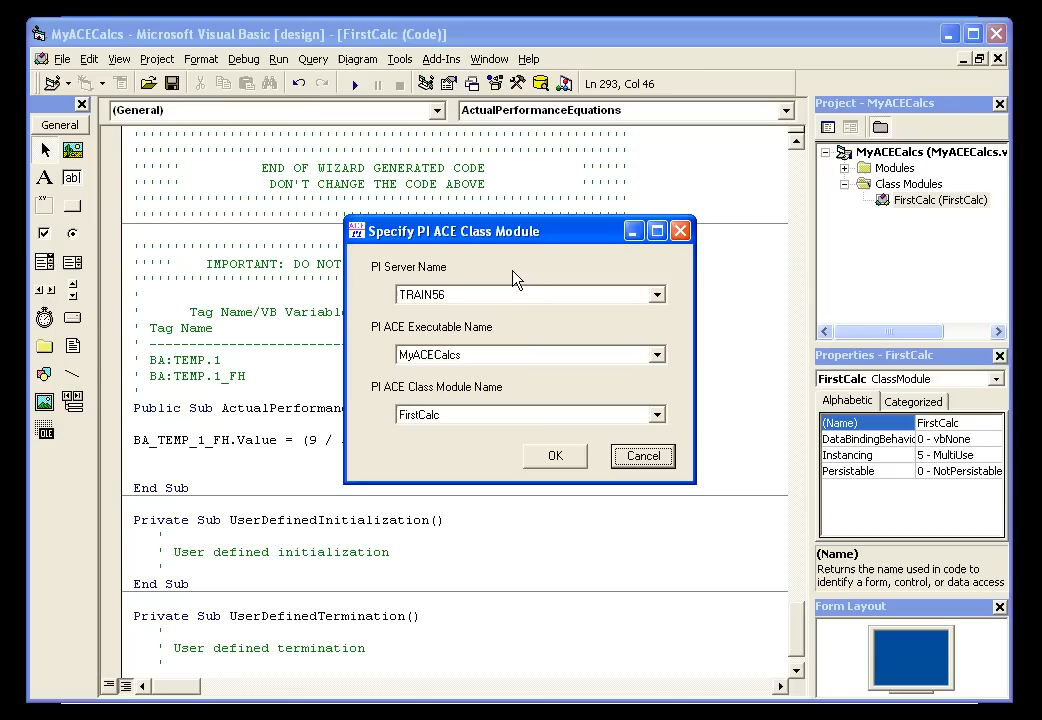 MyACECalcs - Microsoft Visual Basic [design] - [FirstCalc (Code)]
File Edit View Project Format Debug Run Query Diagram Tools Add-Ins Window Help
Ln 293, Col 46
General
(General)
ActualPerformanceEquations
END OF WIZARD GENERATED CODE
DON'T CHANGE THE CODE ABOVE
IMPORTANT: DO NOT
' Tag Name/VB Variabl
' Tag Name
' BA:TEMP.1
' BA:TEMP.1_FH
Public Sub ActualPerforman
BA_TEMP_1_FH.Value = (9 /
End Sub
Private Sub UserDefinedInitialization()
'
' User defined initialization
'
End Sub
Private Sub UserDefinedTermination()
'
' User defined termination
'
Specify PI ACE Class Module
PI Server Name
TRAIN56
PI ACE Executable Name
MyACECalcs
PI ACE Class Module Name
FirstCalc
OK
Cancel
Project - MyACECalcs
MyACECalcs (MyACECalcs.v
Modules
Class Modules
FirstCalc (FirstCalc)
Properties - FirstCalc
FirstCalc ClassModule
Alphabetic Categorized
(Name) FirstCalc
DataBindingBehavic 0 - vbNone
Instancing 5 - MultiUse
Persistable 0 - NotPersistable
(Name)
Returns the name used in code to
identify a form, control, or data access
Form Layout